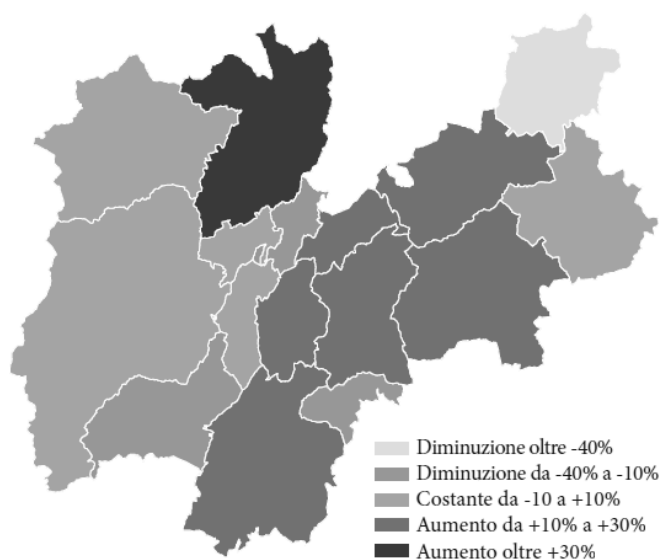 Diminuzione oltre -40%
Diminuzione da -40% a -10%
Costante da -10 a +10%
Aumento da +10% a +30%
Aumento oltre +30%